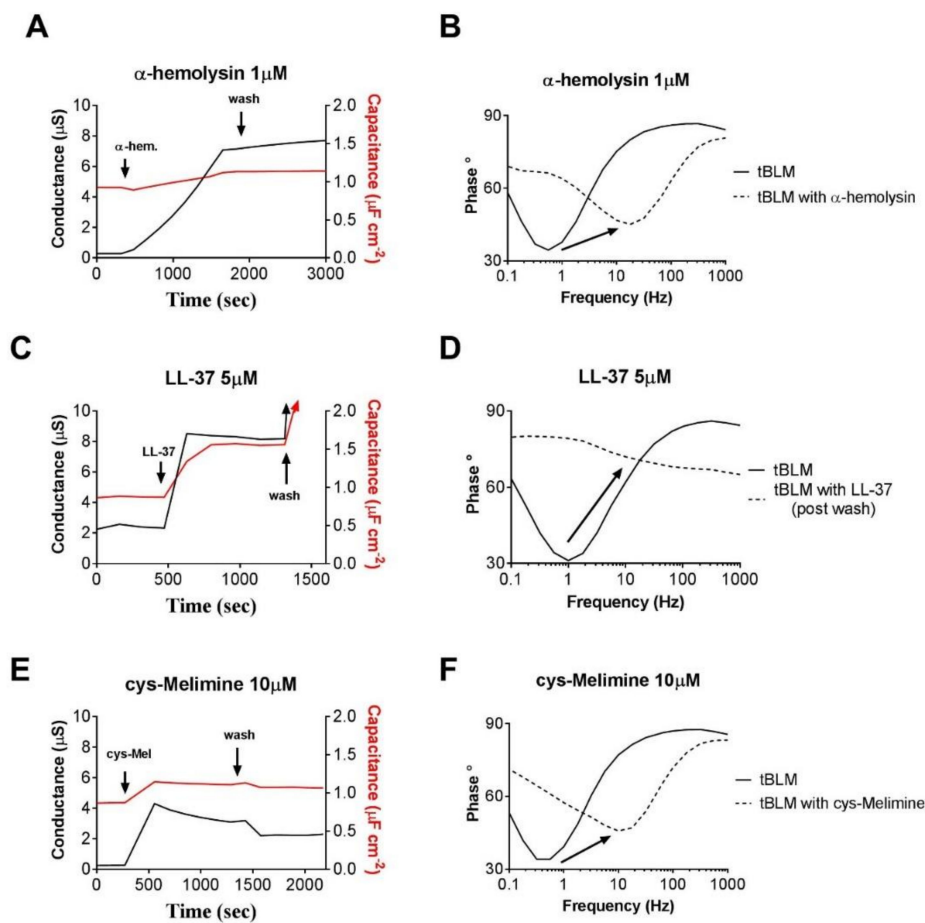 A
α-hemolysin 1μM
wash
α-hem.
Conductance (μS)
10
8
6
4
2
0
2.0
1.5
1.0
0.5
0.0
Capacitance (μF cm-2)
0
1000
2000
3000
Time (sec)
B
α-hemolysin 1μM
Phase °
90
60
30
0.1
1
10
100
1000
Frequency (Hz)
tBLM
tBLM with α-hemolysin
C
LL-37 5μM
LL-37
wash
Conductance (μS)
10
8
6
4
2
0
2.0
1.5
1.0
0.5
0.0
Capacitance (μF cm-2)
0
500
1000
1500
Time (sec)
D
LL-37 5μM
Phase °
90
60
30
0.1
1
10
100
1000
Frequency (Hz)
tBLM
tBLM with LL-37
(post wash)
E
cys-Melimine 10μM
cys-Mel
wash
Conductance (μS)
10
8
6
4
2
0
2.0
1.5
1.0
0.5
0.0
Capacitance (μF cm-2)
0
500
1000
1500
2000
Time (sec)
F
cys-Melimine 10μM
Phase °
90
60
30
0.1
1
10
100
1000
Frequency (Hz)
tBLM
tBLM with cys-Melimine